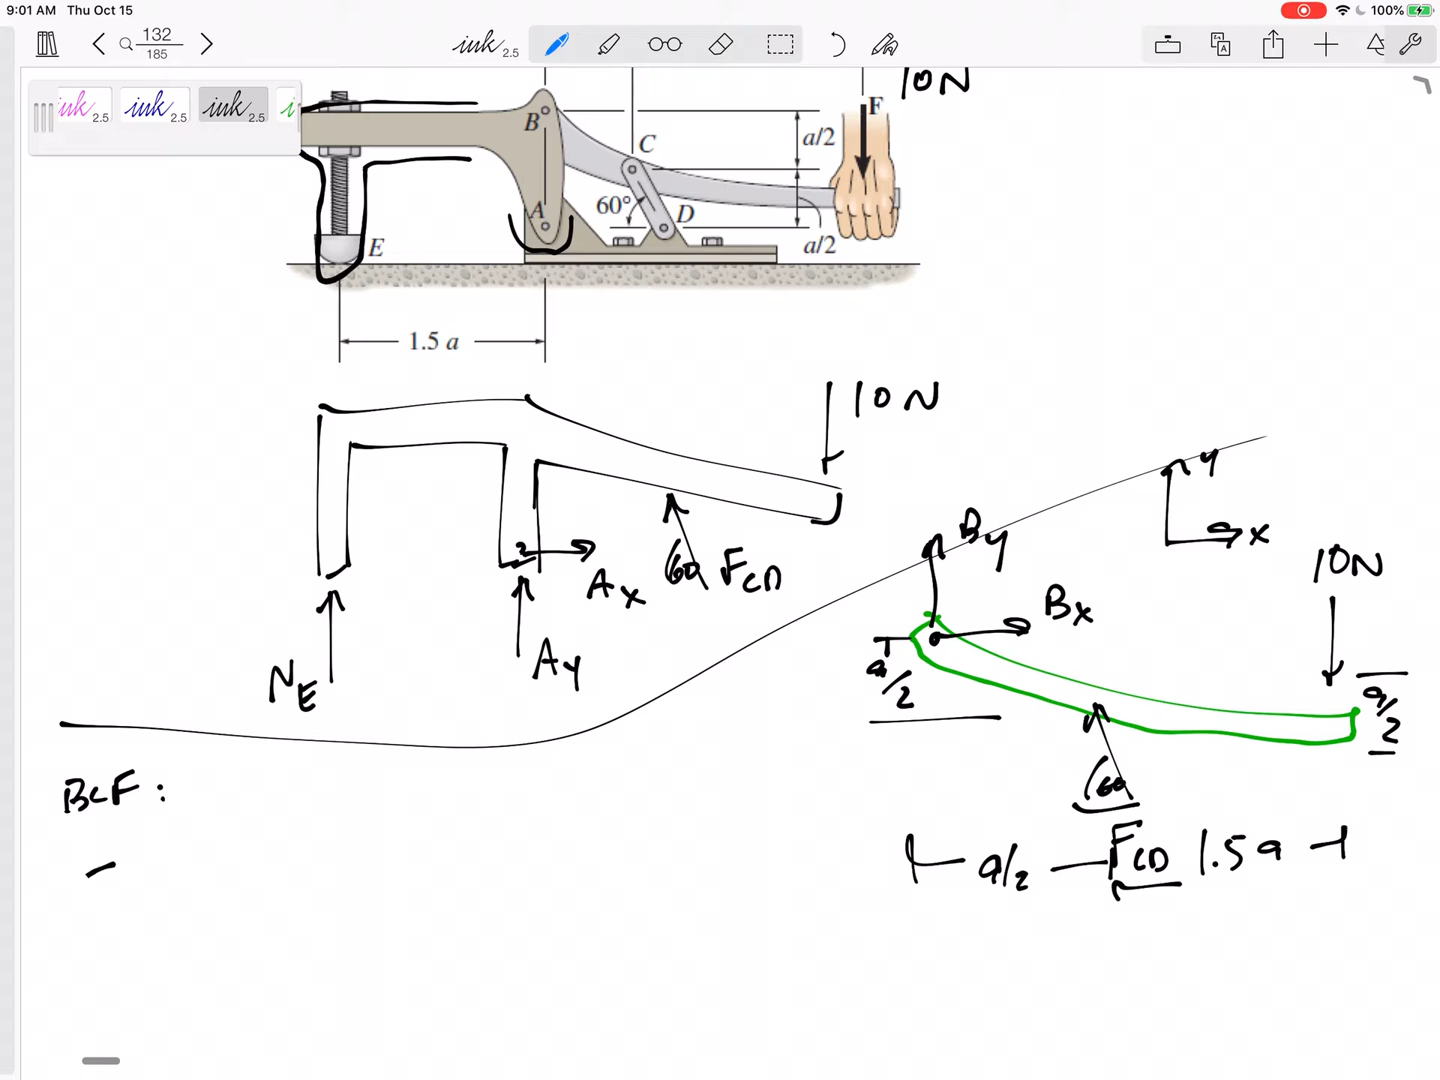 9:01 AM Thu Oct 15
100%
132
185
ink 2.5
ink 2.5
ink 2.5
ink 2.5
i
10N
F
B
a/2
C
60°
A
D
E
a/2
1.5 a
10N
y
x
By
Bx
10N
Ax
60
FCD
NE
Ay
a/2
a/2
BCF:
60
a/2 FCD 1.5a